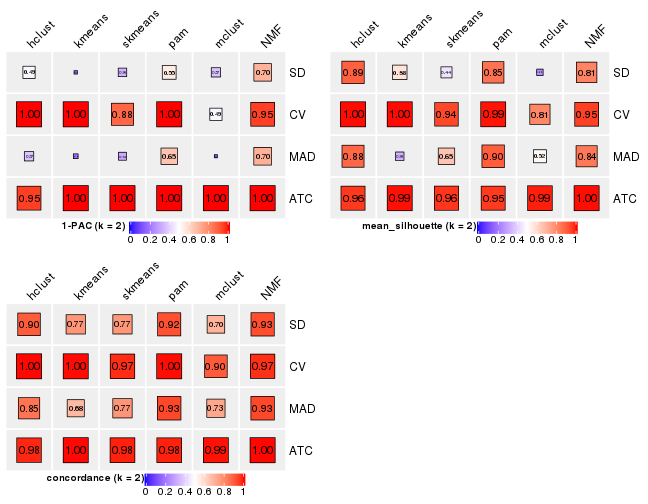 hclust kmeans skmeans pam mclust NMF
0.49 0.55 0.70 SD
1.00 1.00 0.88 1.00 0.49 0.95 CV
0.65 0.70 MAD
0.95 1.00 1.00 1.00 1.00 1.00 ATC
1-PAC (k = 2)
0 0.2 0.4 0.6 0.8 1
hclust kmeans skmeans pam mclust NMF
0.89 0.56 0.44 0.85 0.81 SD
1.00 1.00 0.94 0.99 0.81 0.95 CV
0.88 0.65 0.90 0.52 0.84 MAD
0.96 0.99 0.96 0.95 0.99 1.00 ATC
mean_silhouette (k = 2)
0 0.2 0.4 0.6 0.8 1
hclust kmeans skmeans pam mclust NMF
0.90 0.77 0.77 0.92 0.70 0.93 SD
1.00 1.00 0.97 1.00 0.90 0.97 CV
0.85 0.68 0.77 0.93 0.73 0.93 MAD
0.98 1.00 0.98 0.98 0.99 1.00 ATC
concordance (k = 2)
0 0.2 0.4 0.6 0.8 1